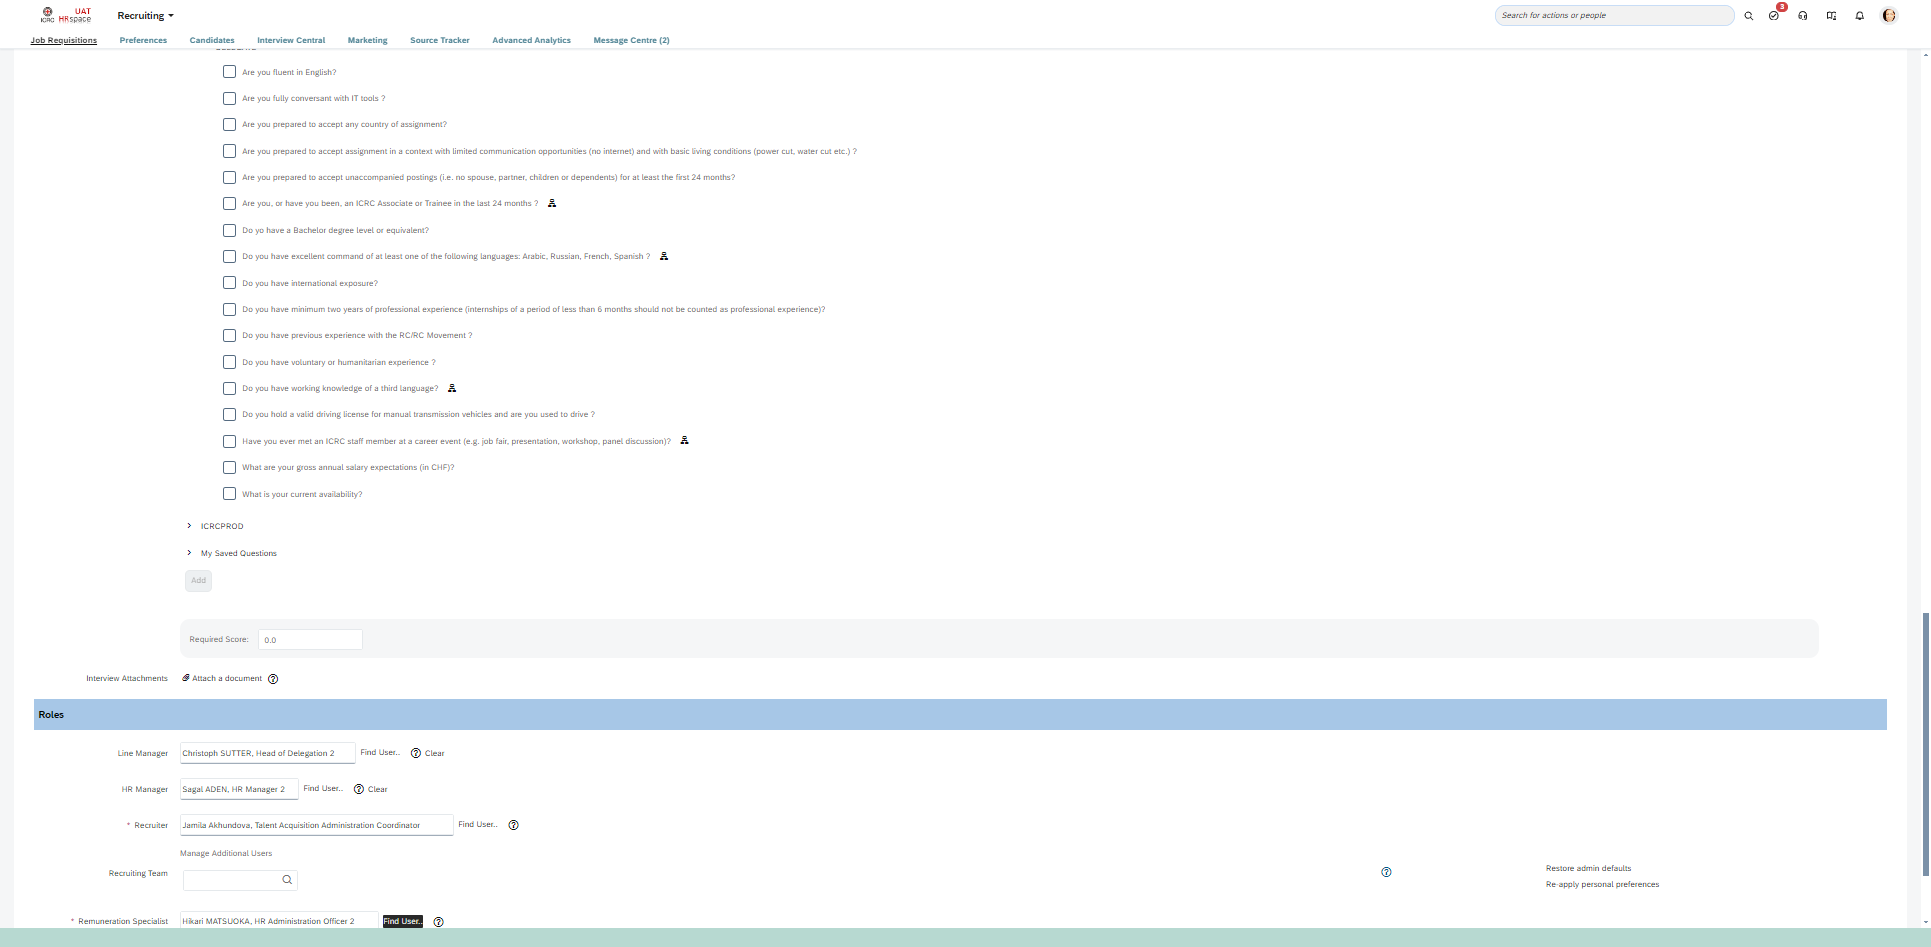 ICRC
UAT
HRspace
Recruiting
Search for actions or people
3
Job Requisitions
Preferences
Candidates
Interview Central
Marketing
Source Tracker
Advanced Analytics
Message Centre (2)
Are you fluent in English?
Are you fully conversant with IT tools ?
Are you prepared to accept any country of assignment?
Are you prepared to accept assignment in a context with limited communication opportunities (no internet) and with basic living conditions (power cut, water cut etc.) ?
Are you prepared to accept unaccompanied postings (i.e. no spouse, partner, children or dependents) for at least the first 24 months?
Are you, or have you been, an ICRC Associate or Trainee in the last 24 months ?
Do yo have a Bachelor degree level or equivalent?
Do you have excellent command of at least one of the following languages: Arabic, Russian, French, Spanish ?
Do you have international exposure?
Do you have minimum two years of professional experience (internships of a period of less than 6 months should not be counted as professional experience)?
Do you have previous experience with the RC/RC Movement ?
Do you have voluntary or humanitarian experience ?
Do you have working knowledge of a third language?
Do you hold a valid driving license for manual transmission vehicles and are you used to drive ?
Have you ever met an ICRC staff member at a career event (e.g. job fair, presentation, workshop, panel discussion)?
What are your gross annual salary expectations (in CHF)?
What is your current availability?
ICRCPROD
My Saved Questions
Add
Required Score: 0.0
Interview Attachments Attach a document
Roles
Line Manager Christoph SUTTER, Head of Delegation 2 Find User.. Clear
HR Manager Sagal ADEN, HR Manager 2 Find User.. Clear
* Recruiter Jamila Akhundova, Talent Acquisition Administration Coordinator Find User..
Manage Additional Users
Recruiting Team
Restore admin defaults
Re-apply personal preferences
* Remuneration Specialist Hikari MATSUOKA, HR Administration Officer 2 Find User..